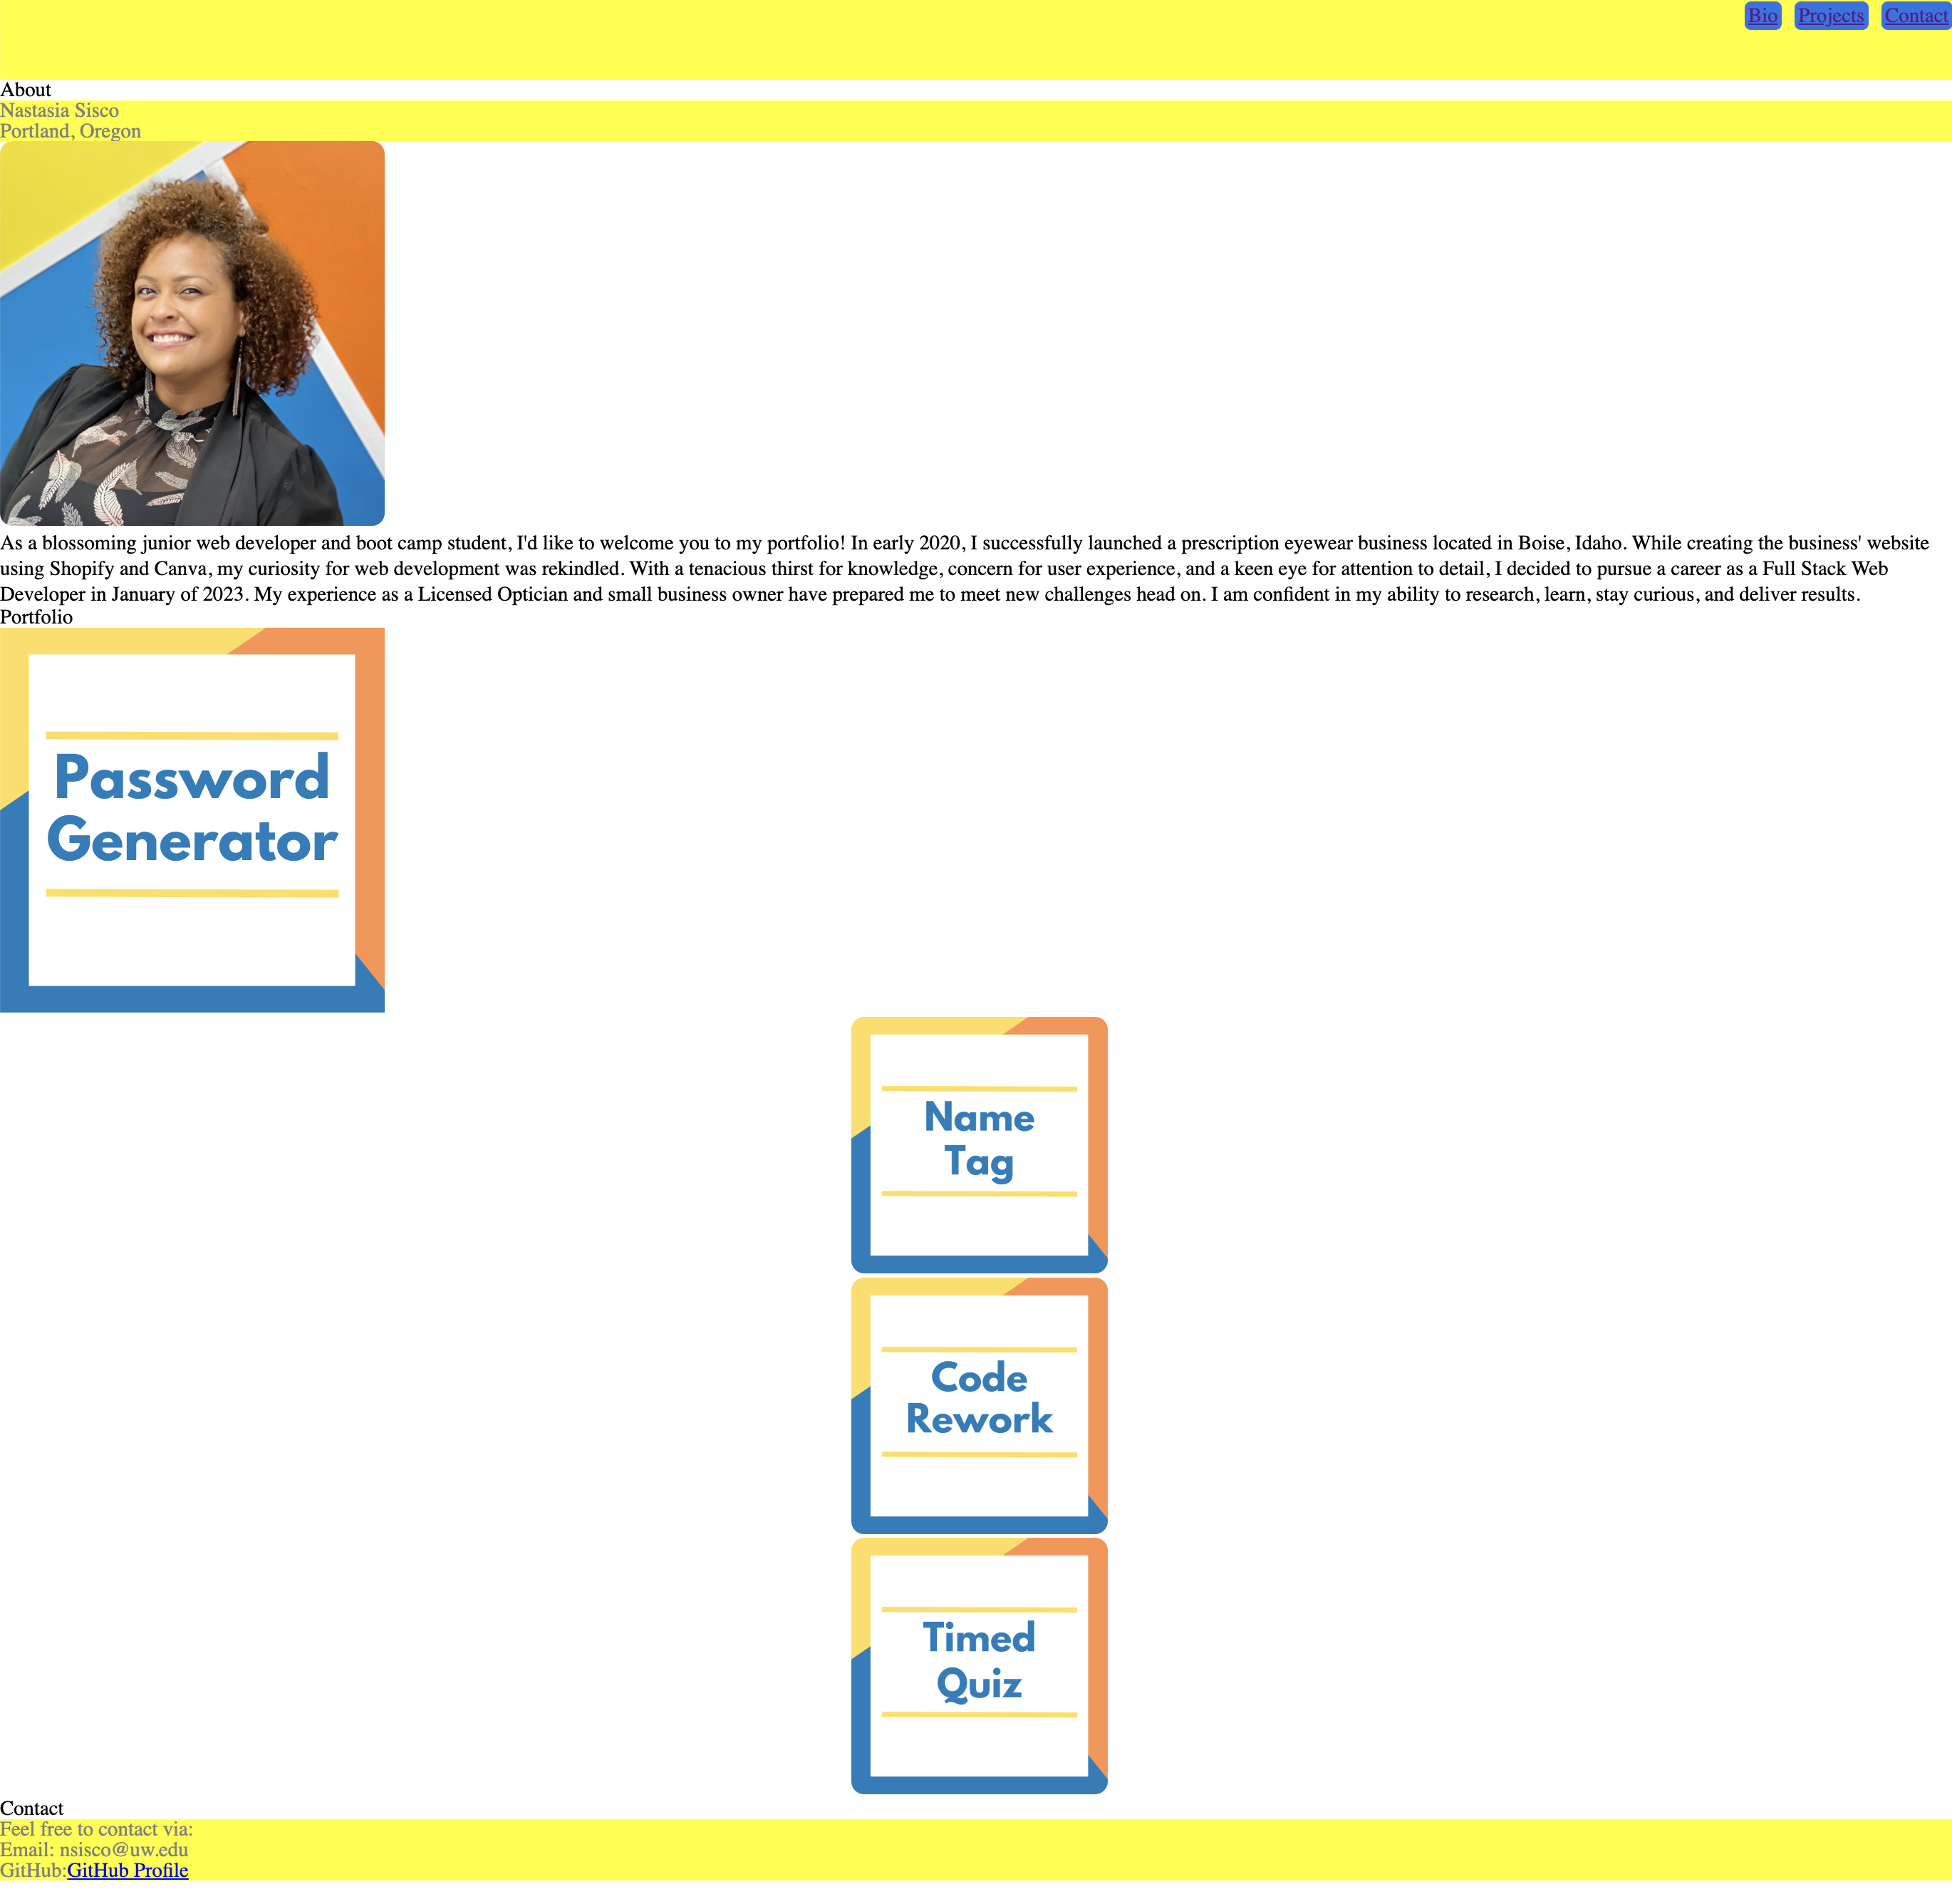 Bio Projects Contact
About
Nastasia Sisco
Portland, Oregon
As a blossoming junior web developer and boot camp student, I'd like to welcome you to my portfolio! In early 2020, I successfully launched a prescription eyewear business located in Boise, Idaho. While creating the business' website
using Shopify and Canva, my curiosity for web development was rekindled. With a tenacious thirst for knowledge, concern for user experience, and a keen eye for attention to detail, I decided to pursue a career as a Full Stack Web
Developer in January of 2023. My experience as a Licensed Optician and small business owner have prepared me to meet new challenges head on. I am confident in my ability to research, learn, stay curious, and deliver results.
Portfolio
Password
Generator
Name
Tag
Code
Rework
Timed
Quiz
Contact
Feel free to contact via:
Email: nsisco@uw.edu
GitHub:GitHub Profile